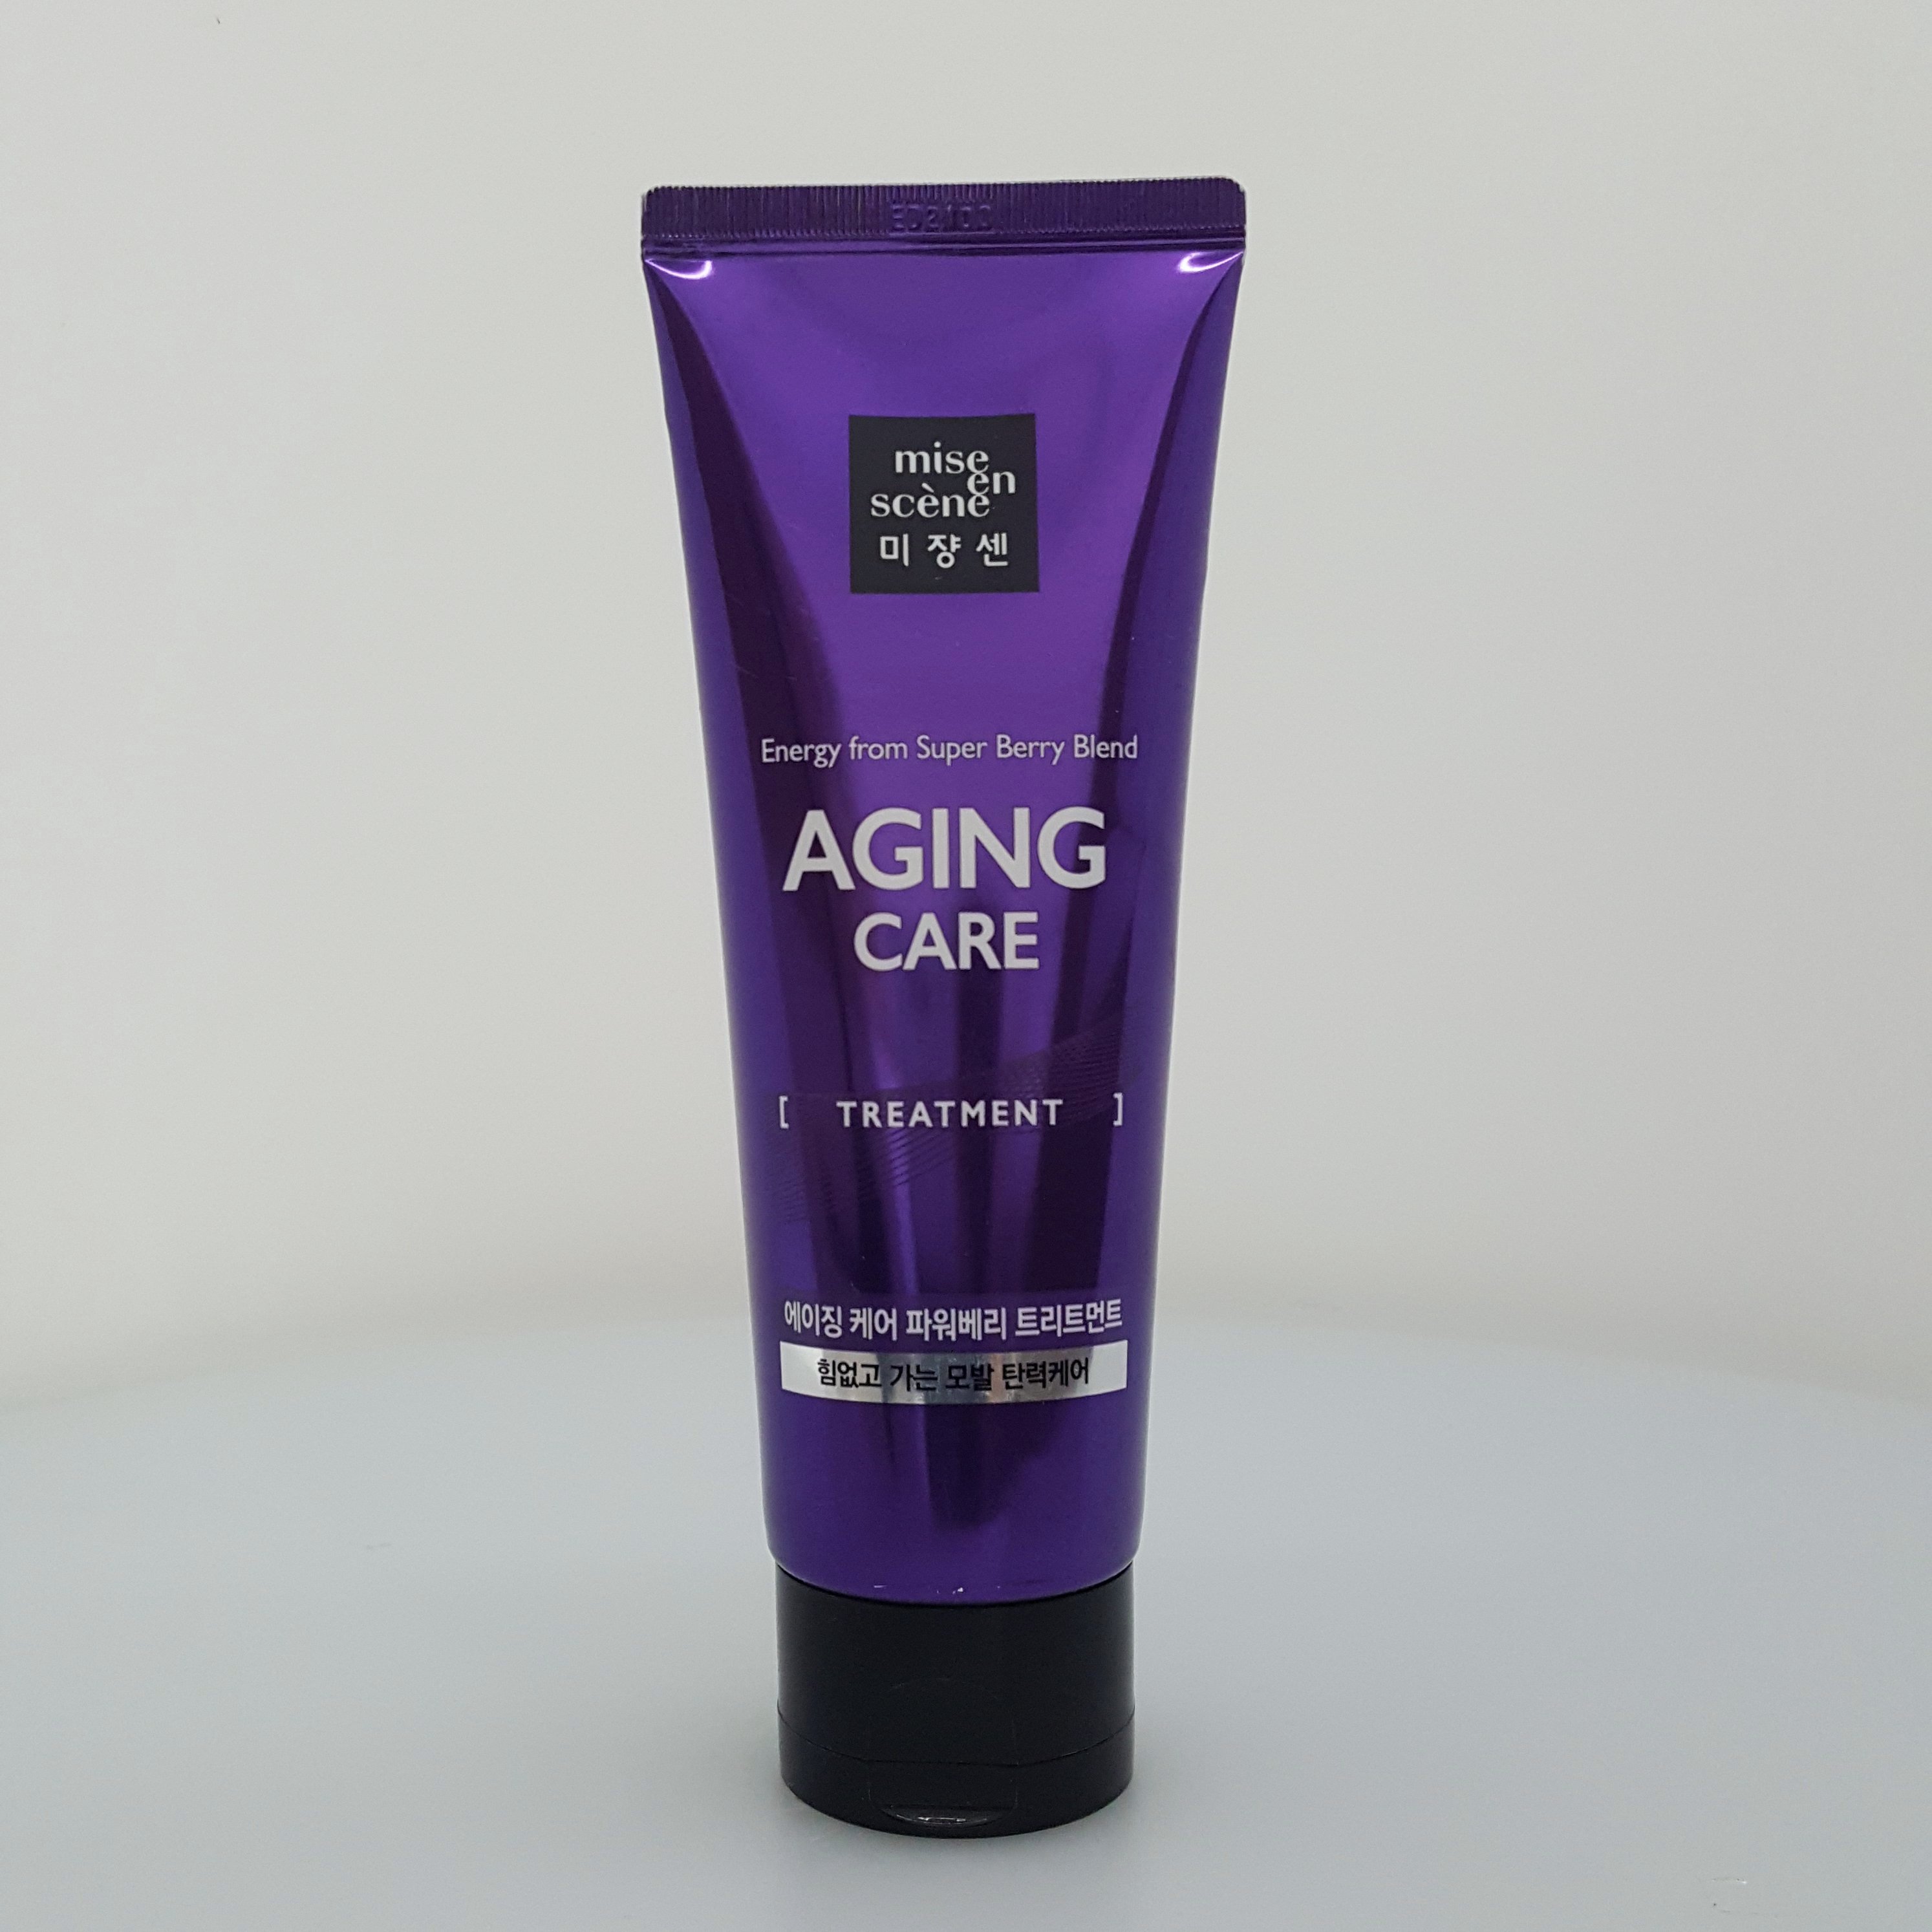 mise
en
scène
미쟝센
Energy from Super Berry Blend
AGING
CARE
[ TREATMENT ]
에이징 케어 파워베리 트리트먼트
힘없고 가는 모발 탄력케어